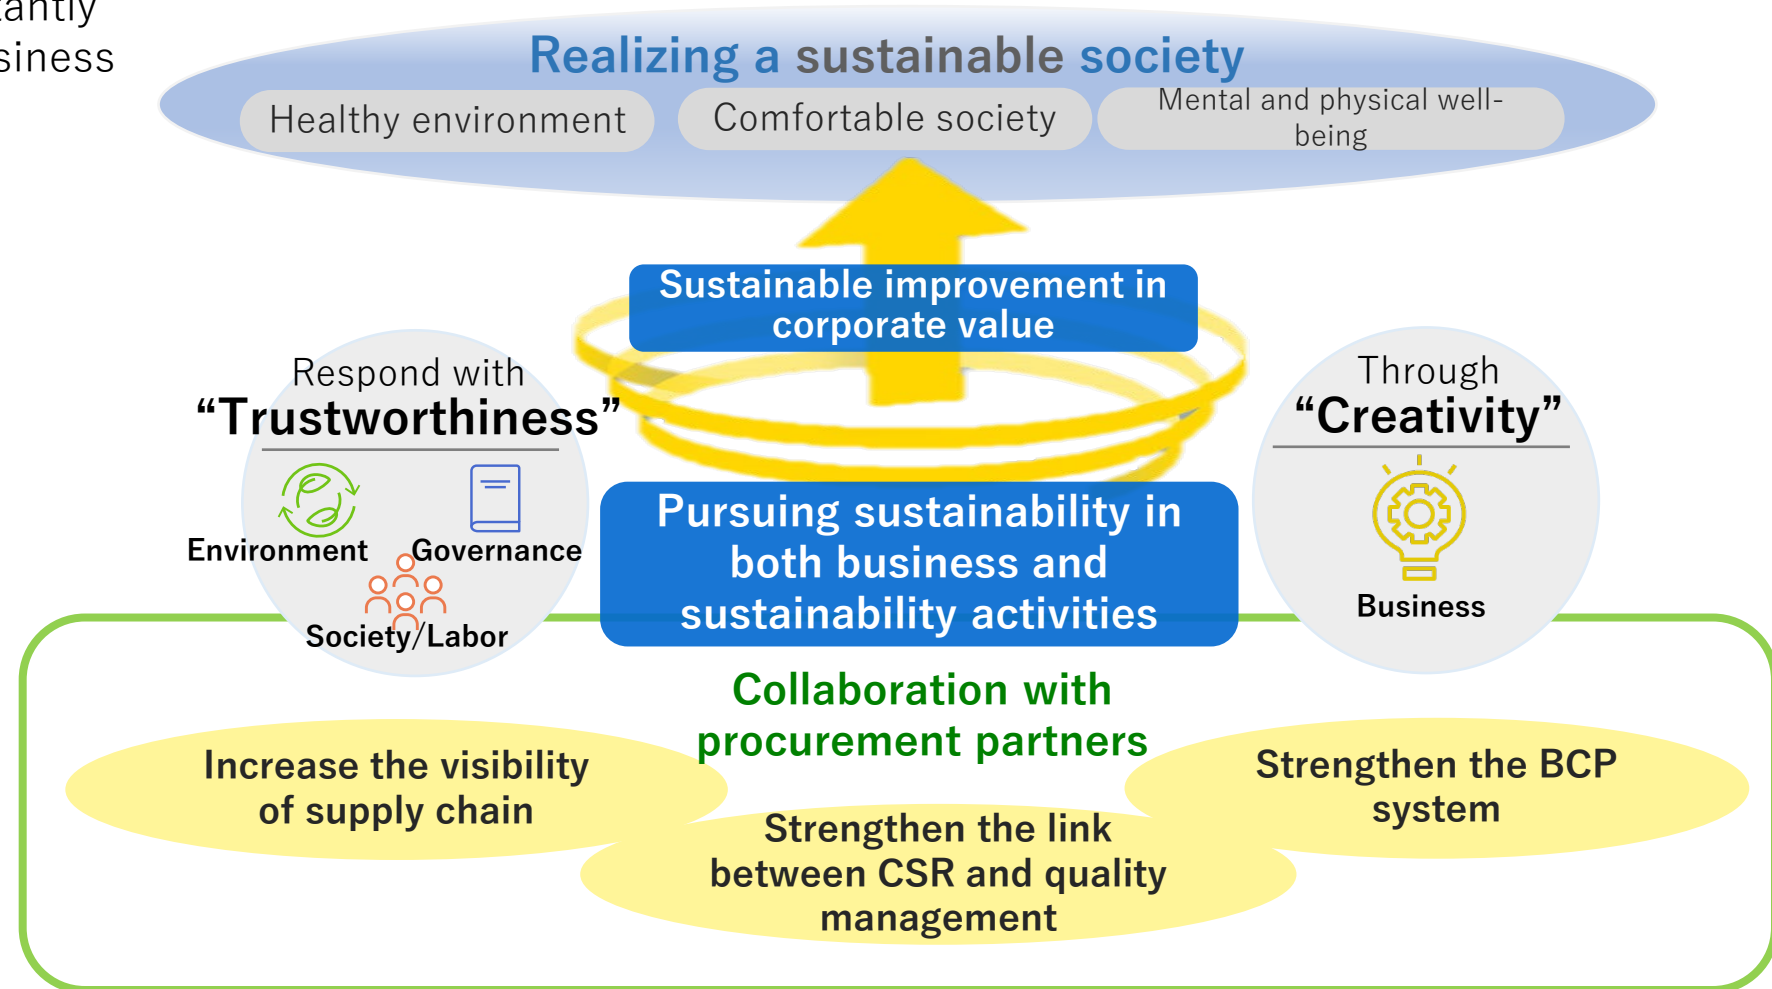 siness
Realizing a sustainable society
Healthy environment
Comfortable society
Mental and physical well-
being
Sustainable improvement in
corporate value
Respond with
“Trustworthiness”
Environment
Governance
Society/Labor
Through
“Creativity”
Business
Pursuing sustainability in
both business and
sustainability activities
Collaboration with
procurement partners
Increase the visibility
of supply chain
Strengthen the link
between CSR and quality
management
Strengthen the BCP
system